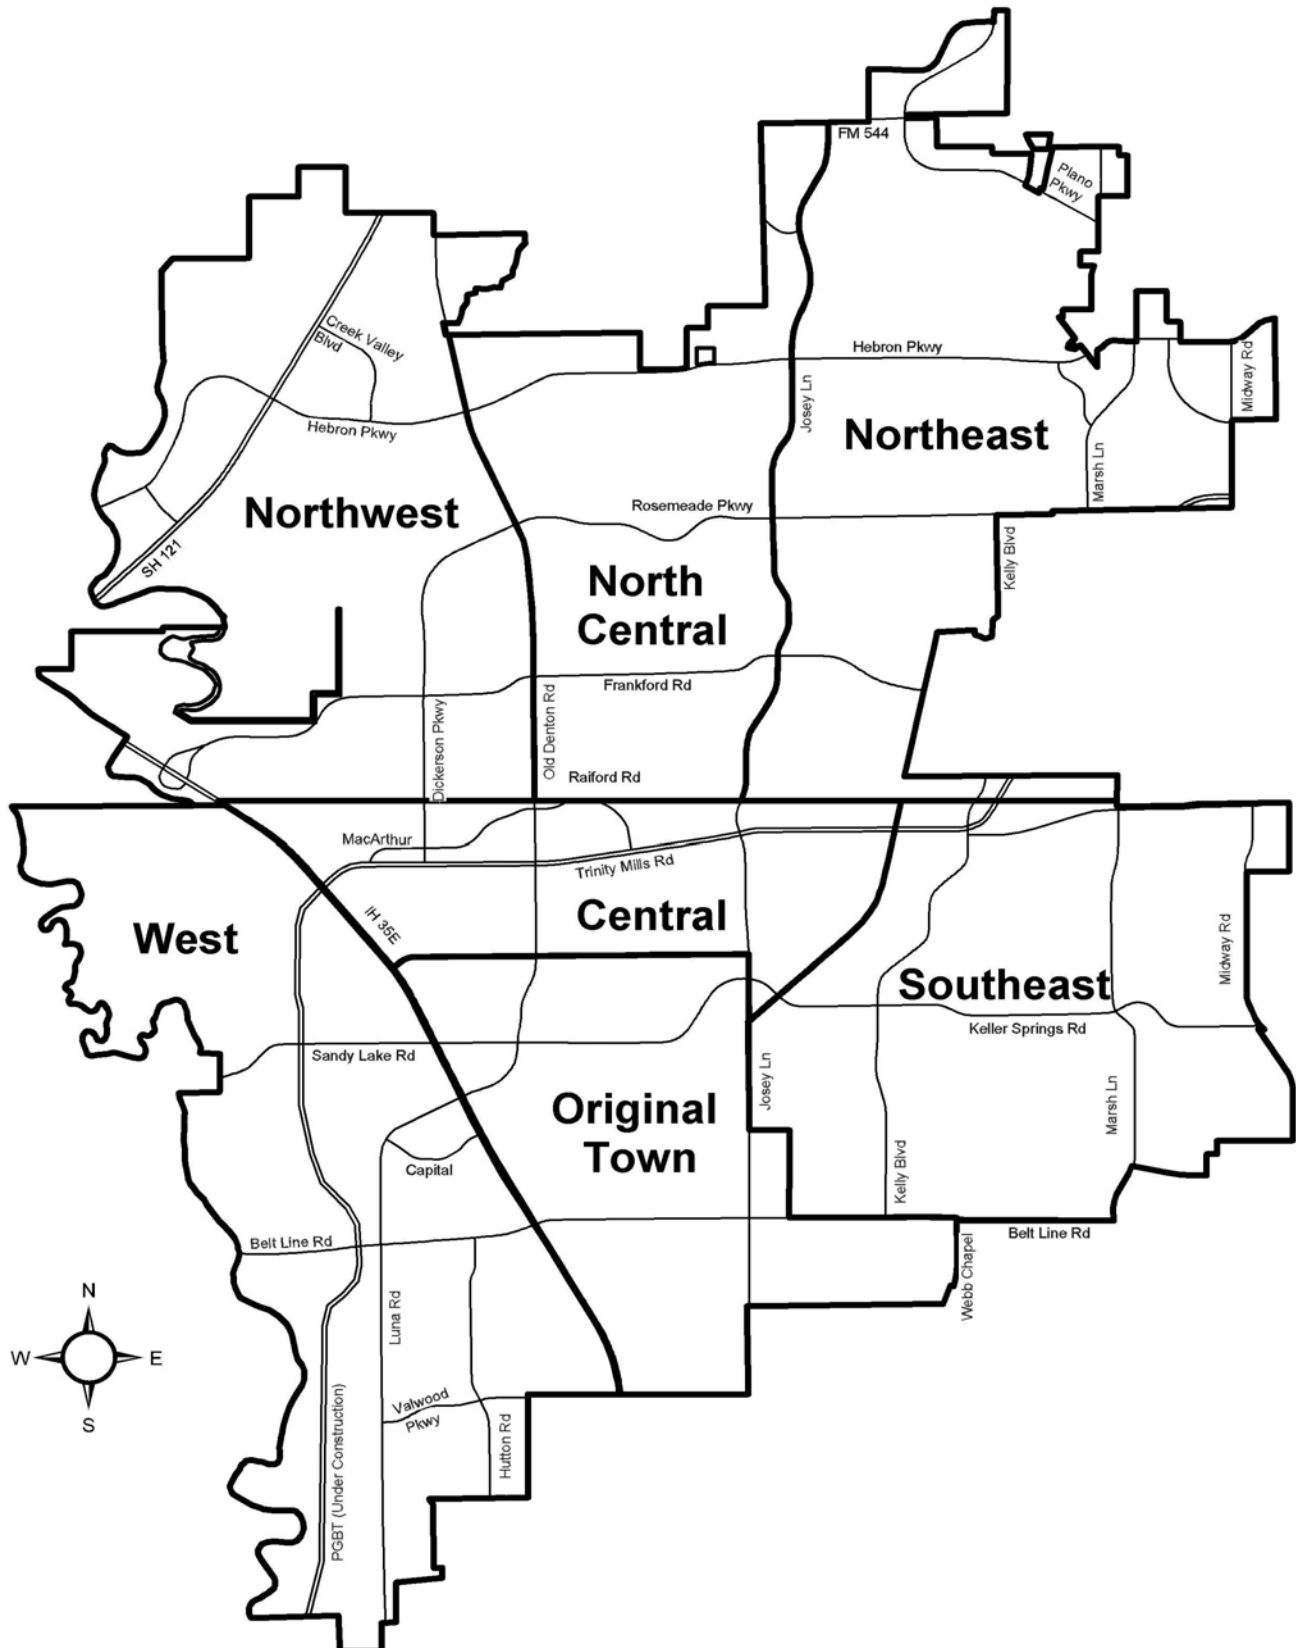 FM 544
Plano
Pkwy
Creek Valley
Blvd
Hebron Pkwy
Midway Rd
Josey Ln
Hebron Pkwy
Northeast
Marsh Ln
Northwest
Rosemeade Pkwy
SH 121
Kelly Blvd
North
Central
Frankford Rd
Dickerson Pkwy
Old Denton Rd
Raiford Rd
MacArthur
Trinity Mills Rd
IH 35E
Central
West
Midway Rd
Southeast
Keller Springs Rd
Sandy Lake Rd
Josey Ln
Marsh Ln
Original
Town
Capital
Kelly Blvd
Belt Line Rd
Belt Line Rd
Webb Chapel
N
W
E
S
Luna Rd
PGBT (Under Construction)
Valwood
Pkwy
Hutton Rd